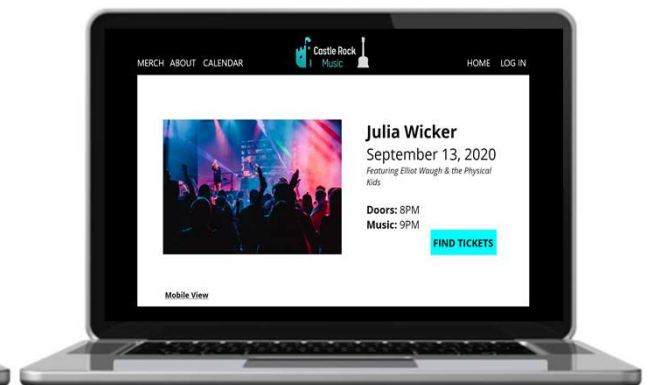 Castle Rock
Music
MERCH ABOUT CALENDAR
HOME LOG IN
Julia Wicker
September 13, 2020
Featuring Elliot Waugh & the Physical
Kids
Doors: 8PM
Music: 9PM
FIND TICKETS
Mobile View